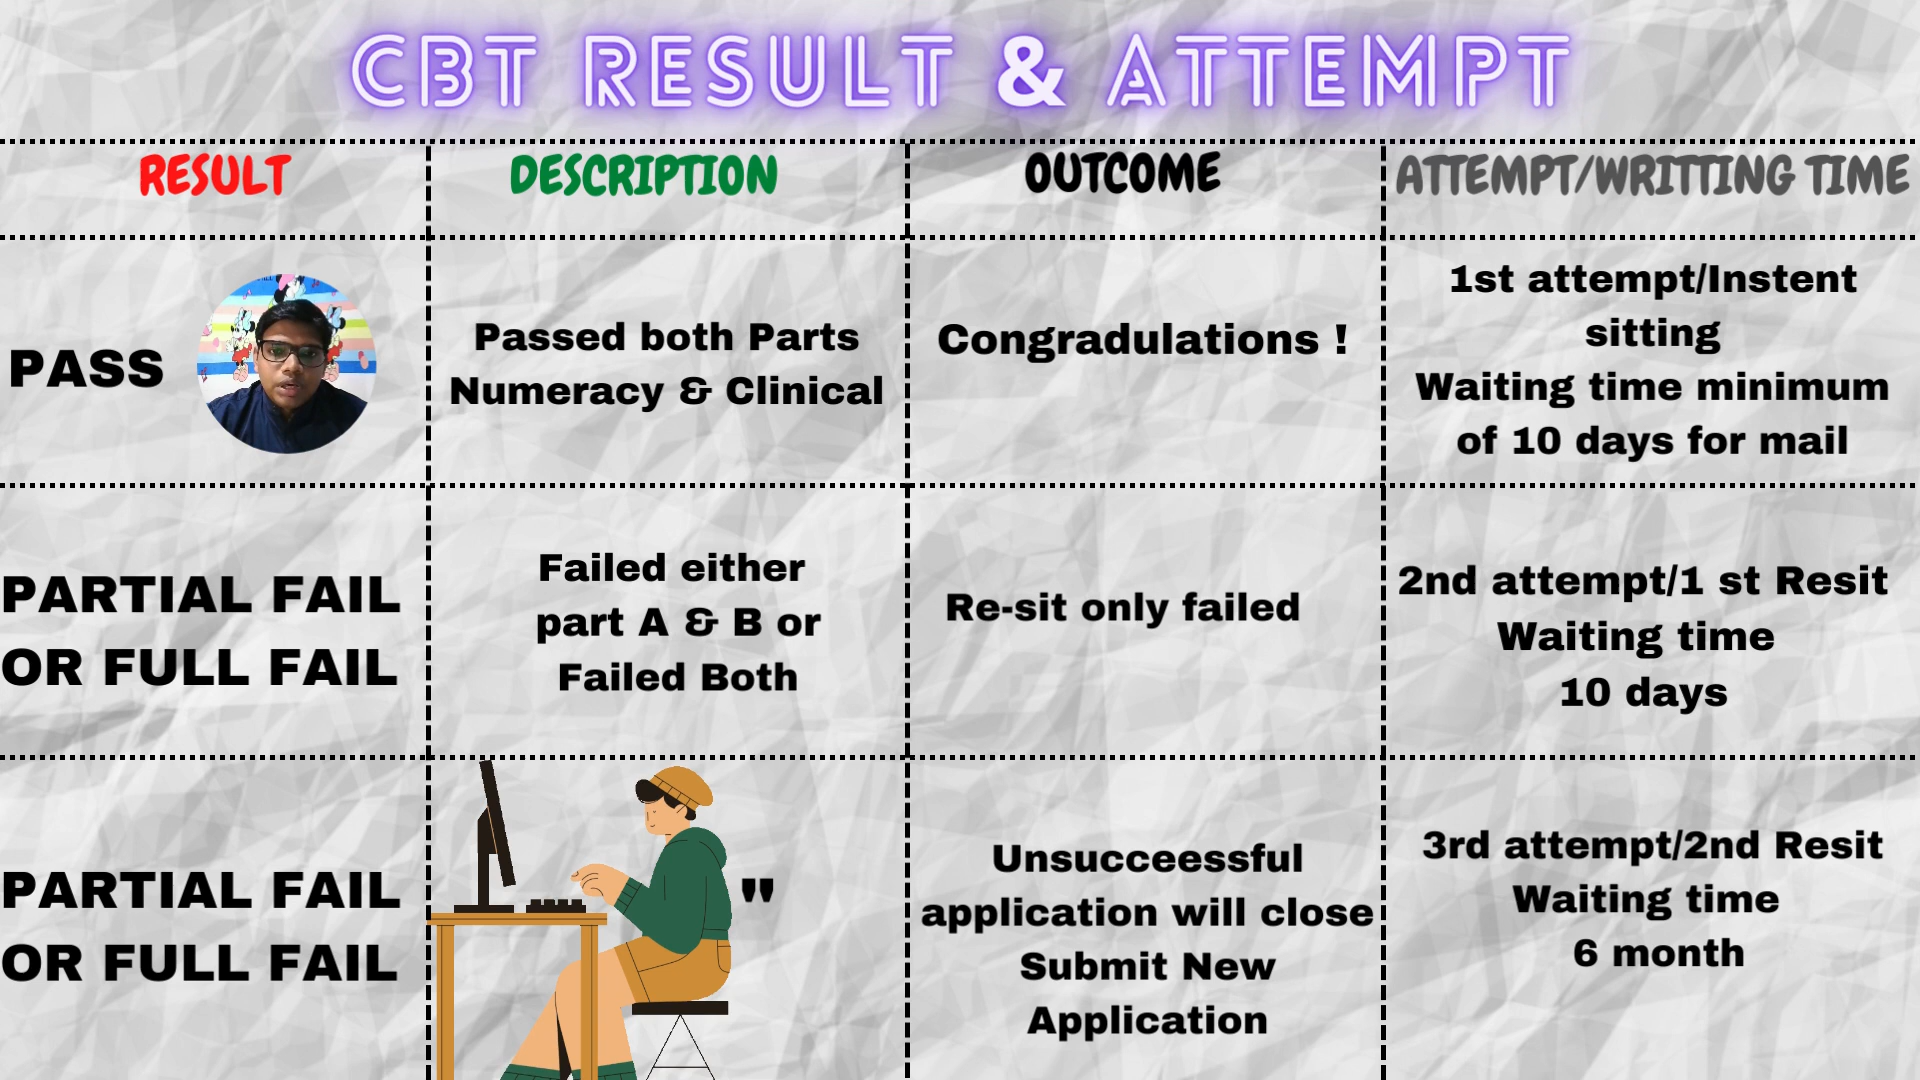 CBT RESULT & ATTEMPT
RESULT
DESCRIPTION
OUTCOME
ATTEMPT/WRITTING TIME
PASS
Passed both Parts
Numeracy & Clinical
Congradulations !
1st attempt/Instent
sitting
Waiting time minimum
of 10 days for mail
PARTIAL FAIL
OR FULL FAIL
Failed either
part A & B or
Failed Both
Re-sit only failed
2nd attempt/1 st Resit
Waiting time
10 days
PARTIAL FAIL
OR FULL FAIL
"
Unsucceessful
application will close
Submit New
Application
3rd attempt/2nd Resit
Waiting time
6 month